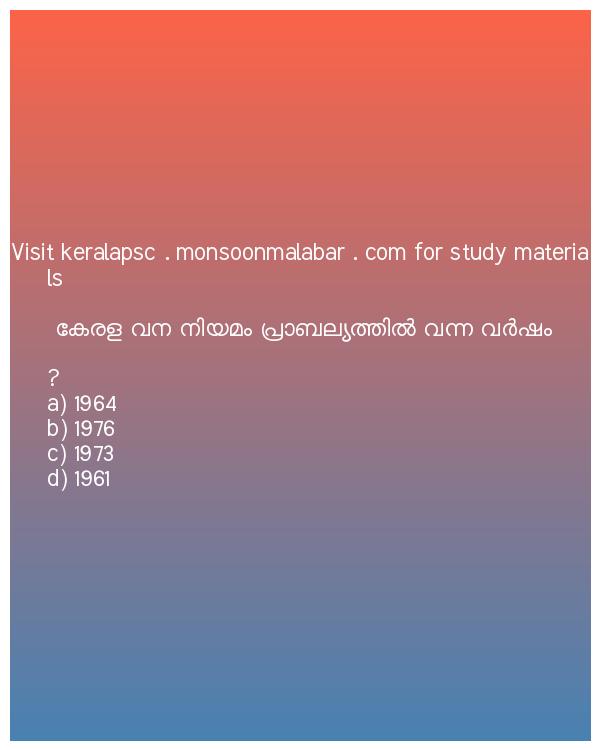 Visit keralapsc . monsoonmalabar . com for study materia
ls
കേരള വന നിയമം പ്രാബല്യത്തിൽ വന്ന വർഷം
?
a) 1964
b) 1976
c) 1973
d) 1961